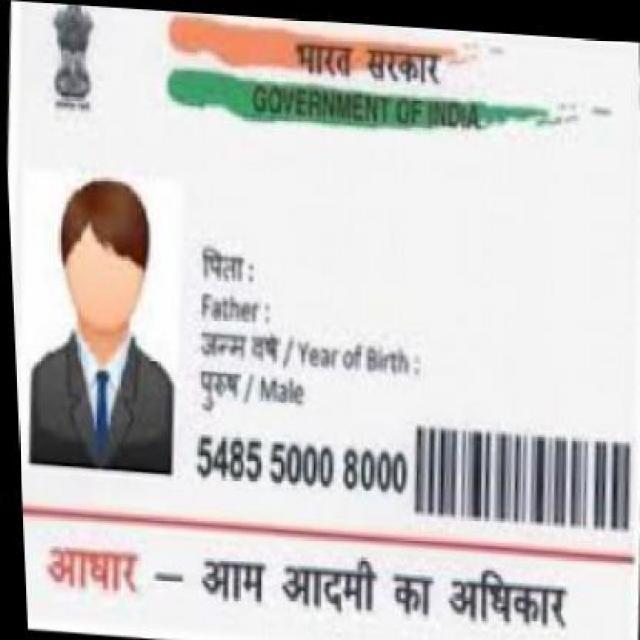 भारत सरकार
GOVERNMENT OF INDIA
पिता :
Father :
जन्म वर्ष / Year of Birth :
पुरुष / Male
5485 5000 8000
आधार – आम आदमी का अधिकार